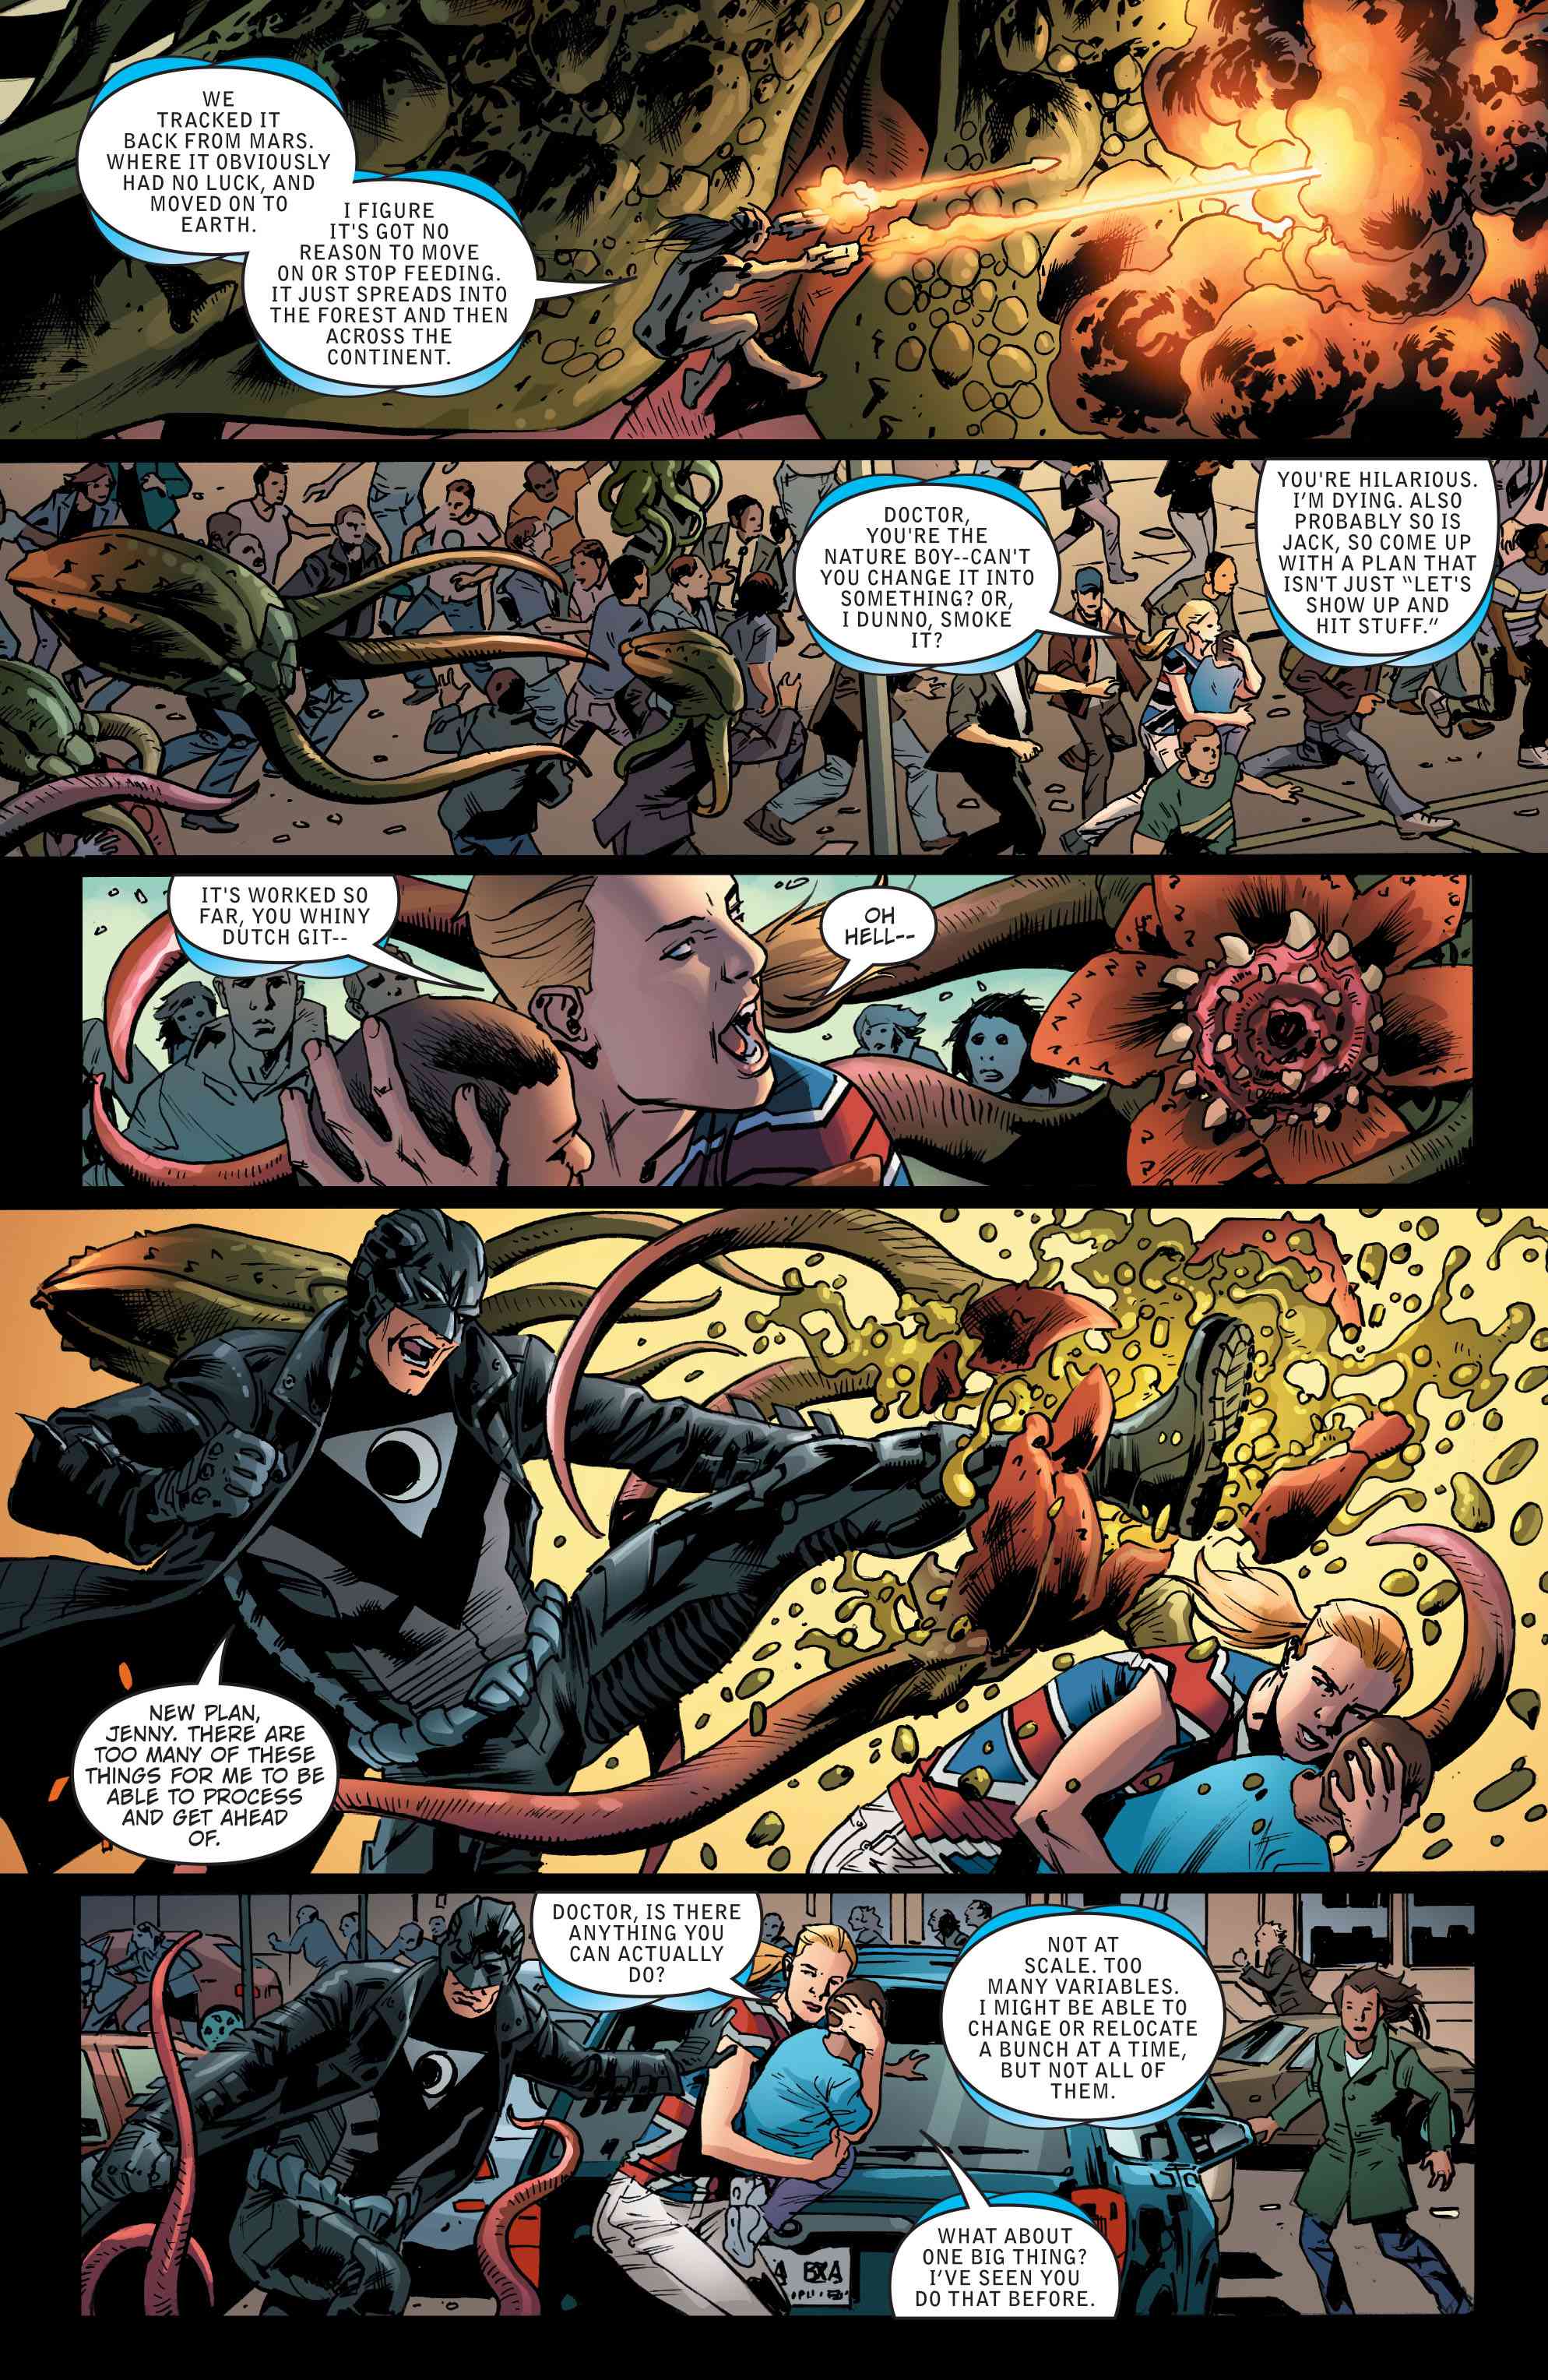 WE
TRACKED IT
BACK FROM MARS.
WHERE IT OBVIOUSLY
HAD NO LUCK, AND
MOVED ON TO
EARTH.
I FIGURE
IT'S GOT NO
REASON TO MOVE
ON OR STOP FEEDING.
IT JUST SPREADS INTO
THE FOREST AND THEN
ACROSS THE
CONTINENT.
DOCTOR,
YOU'RE THE
NATURE BOY--CAN'T
YOU CHANGE IT INTO
SOMETHING? OR,
I DUNNO, SMOKE
IT?
YOU'RE HILARIOUS.
I'M DYING. ALSO
PROBABLY SO IS
JACK, SO COME UP
WITH A PLAN THAT
ISN'T JUST "LET'S
SHOW UP AND
HIT STUFF."
IT'S WORKED SO
FAR, YOU WHINY
DUTCH GIT--
OH
HELL--
NEW PLAN,
JENNY. THERE ARE
TOO MANY OF THESE
THINGS FOR ME TO BE
ABLE TO PROCESS
AND GET AHEAD
OF.
DOCTOR, IS THERE
ANYTHING YOU
CAN ACTUALLY
DO?
NOT AT
SCALE. TOO
MANY VARIABLES.
I MIGHT BE ABLE TO
CHANGE OR RELOCATE
A BUNCH AT A TIME,
BUT NOT ALL OF
THEM.
WHAT ABOUT
ONE BIG THING?
I'VE SEEN YOU
DO THAT BEFORE.